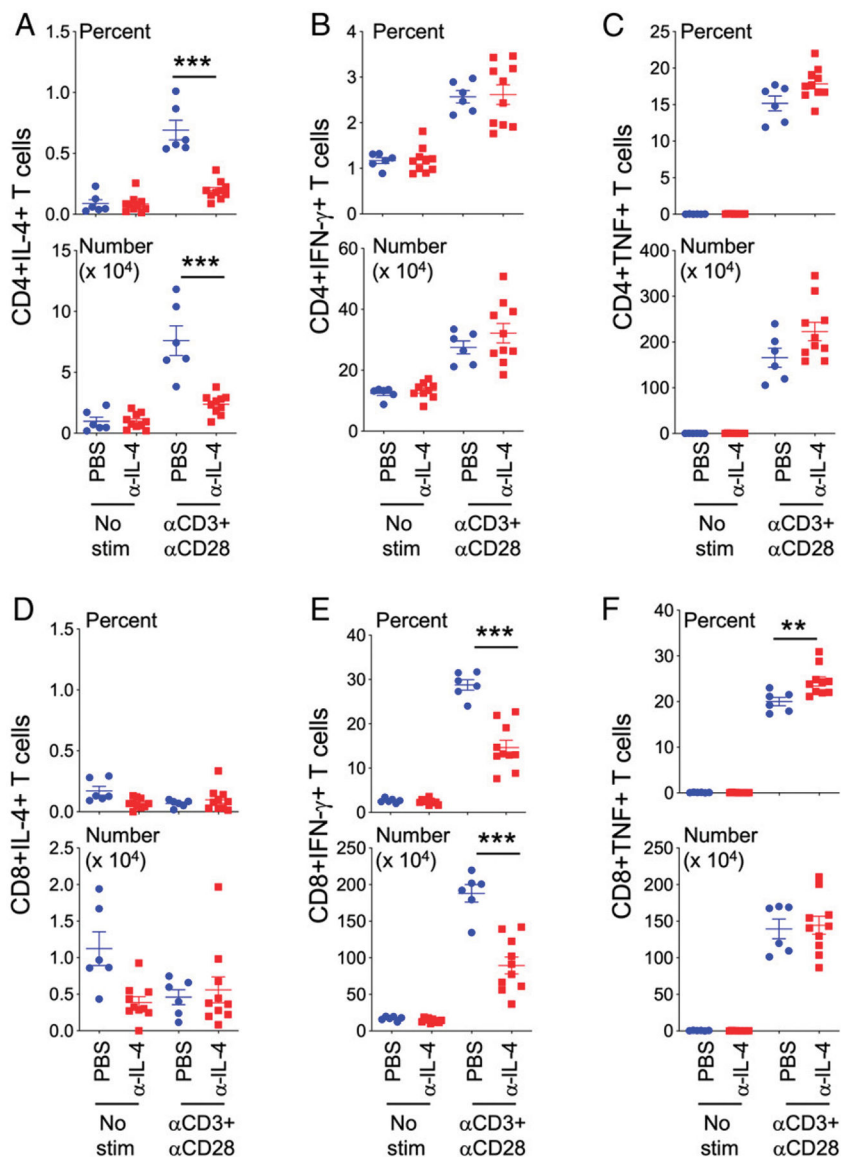 A
Percent
CD4+IL-4+ T cells
1.5
1.0
0.5
0.0
***
Number
(x 10⁴)
15
10
5
0
***
PBS
α-IL-4
PBS
α-IL-4
No
stim
αCD3+
αCD28
B
Percent
CD4+IFN-γ+ T cells
4
3
2
1
0
Number
(x 10⁴)
60
40
20
0
PBS
α-IL-4
PBS
α-IL-4
No
stim
αCD3+
αCD28
C
Percent
CD4+TNF+ T cells
25
20
15
10
5
0
Number
(x 10⁴)
400
300
200
100
0
PBS
α-IL-4
PBS
α-IL-4
No
stim
αCD3+
αCD28
D
Percent
CD8+IL-4+ T cells
1.5
1.0
0.5
0.0
Number
(x 10⁴)
2.5
2.0
1.5
1.0
0.5
0.0
PBS
α-IL-4
PBS
α-IL-4
No
stim
αCD3+
αCD28
E
Percent
CD8+IFN-γ+ T cells
40
30
20
10
0
***
Number
(x 10⁴)
250
200
150
100
50
0
***
PBS
α-IL-4
PBS
α-IL-4
No
stim
αCD3+
αCD28
F
Percent
CD8+TNF+ T cells
40
30
20
10
0
**
Number
(x 10⁴)
250
200
150
100
50
0
PBS
α-IL-4
PBS
α-IL-4
No
stim
αCD3+
αCD28